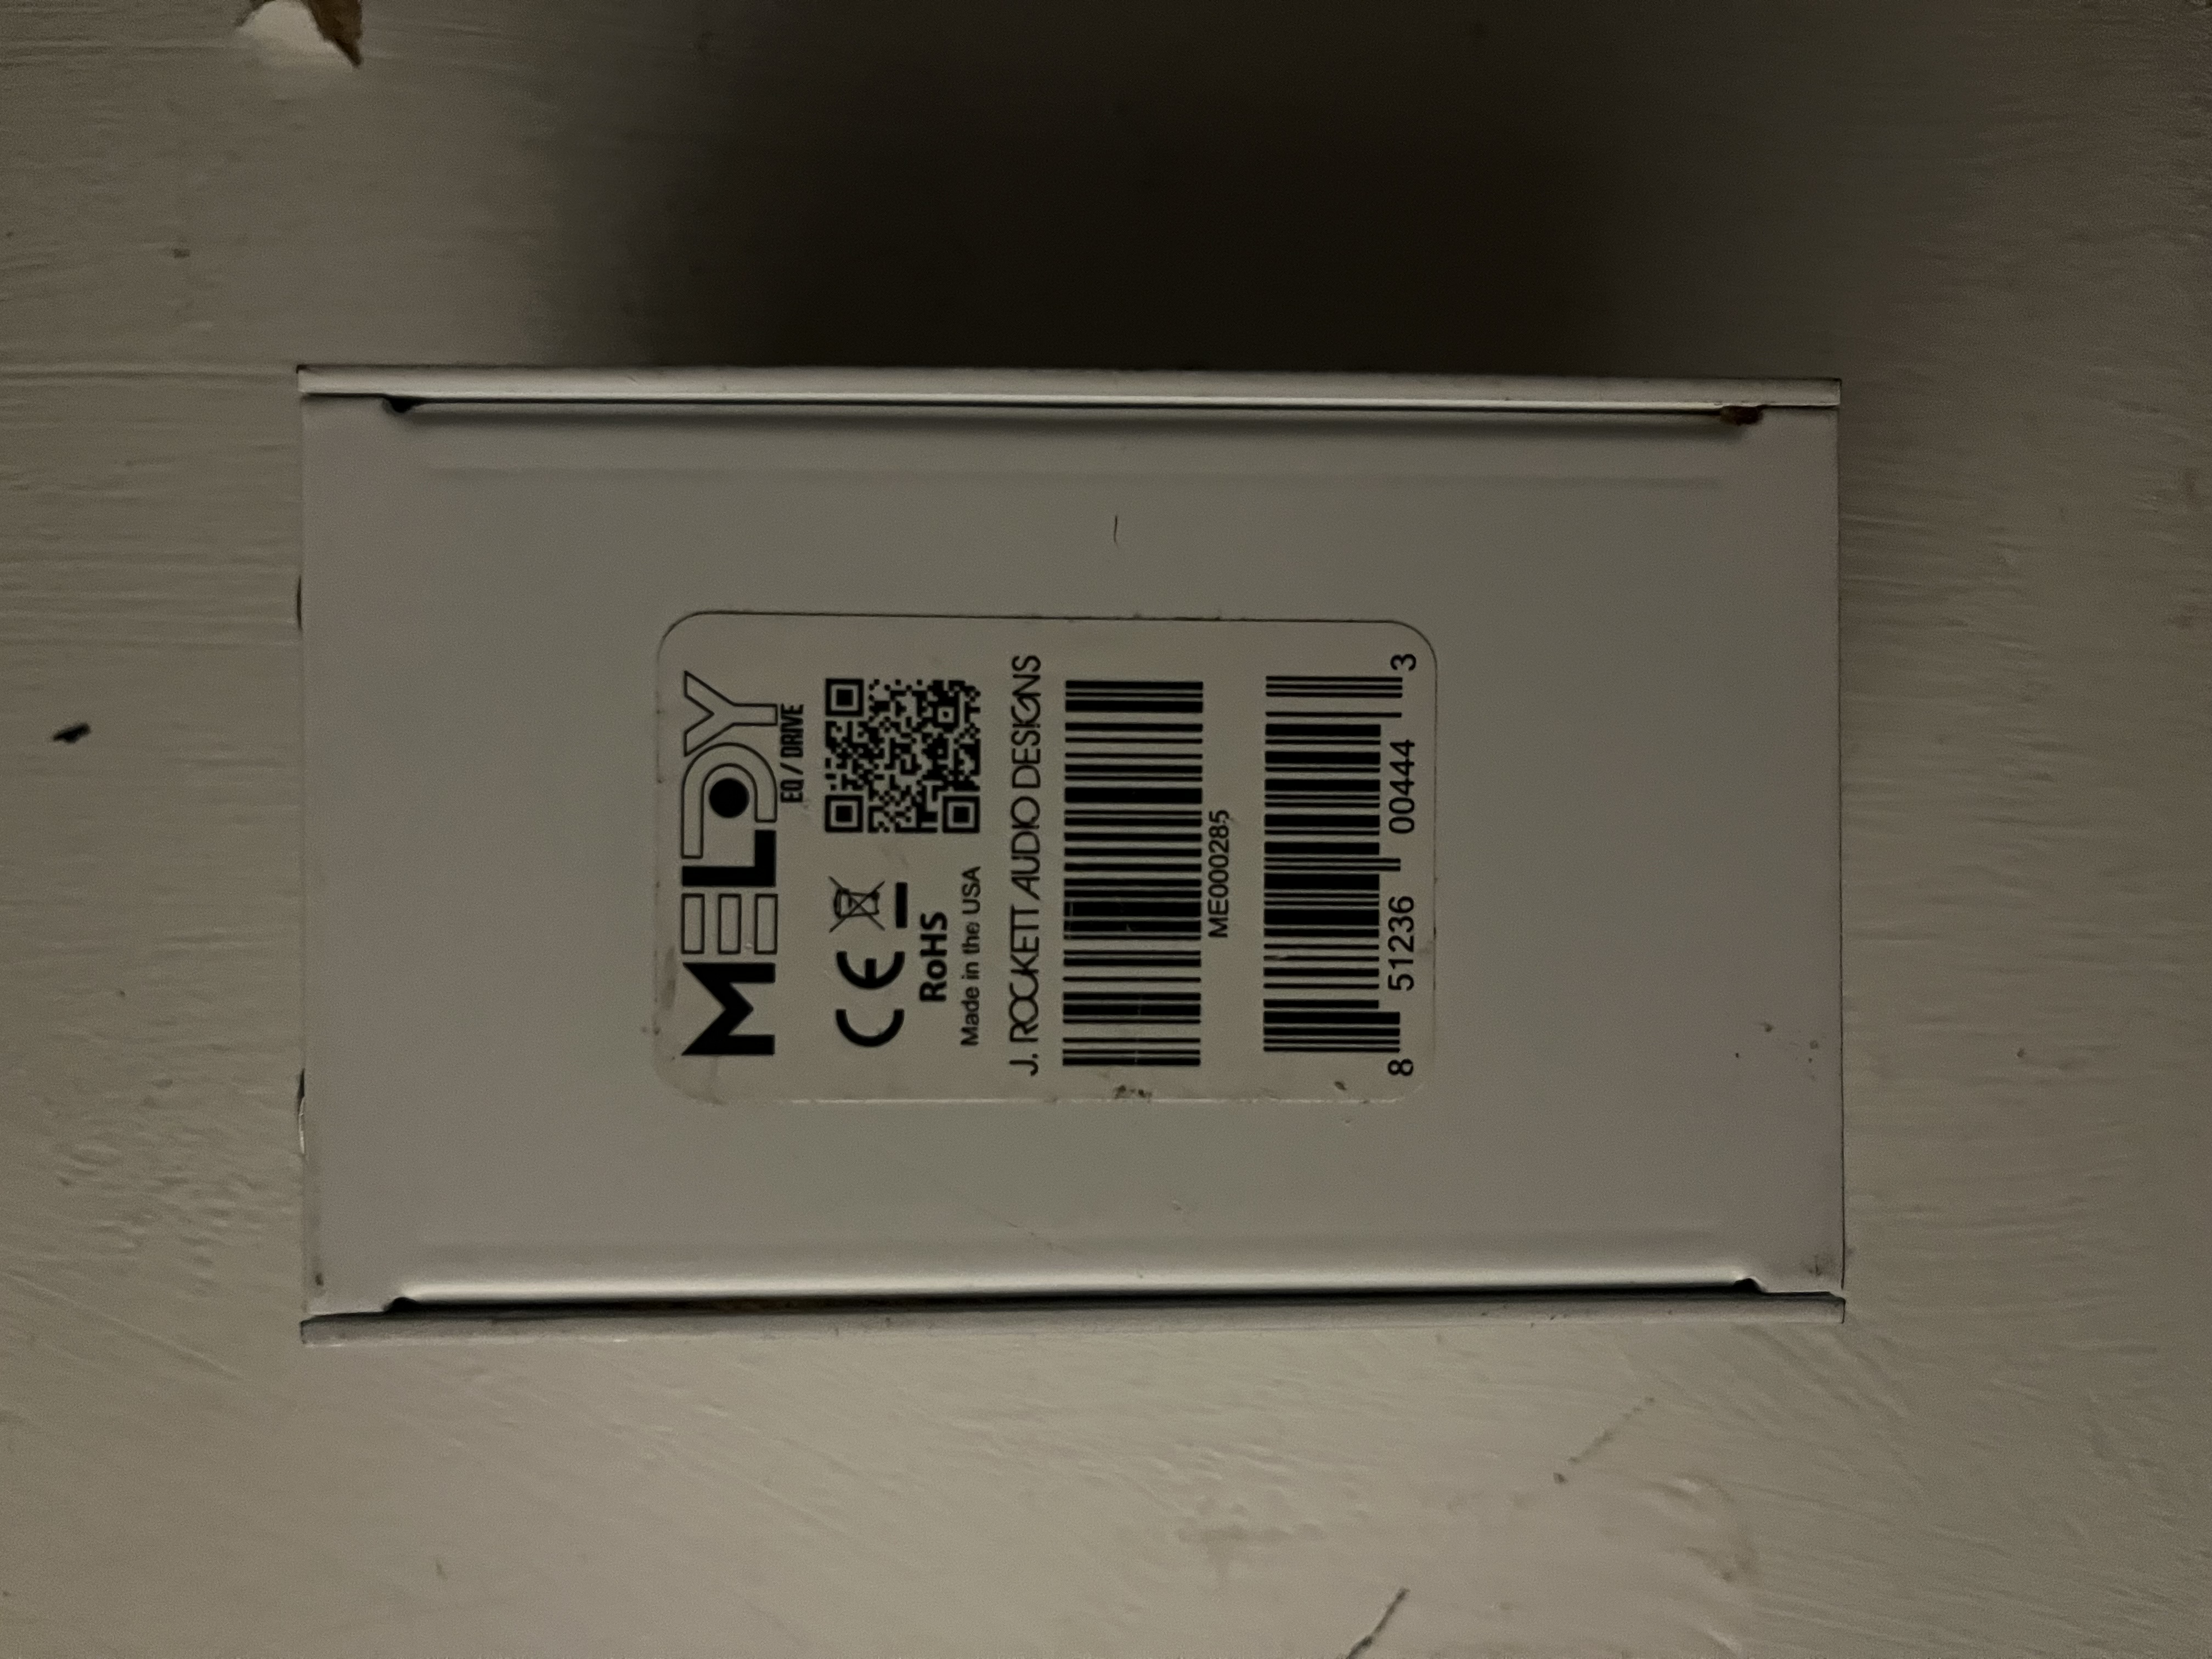 MELODY
EQ / DRIVE
CE
RoHS
Made in the USA
J. ROCKETT AUDIO DESIGNS
ME000285
8 51236 00444 3